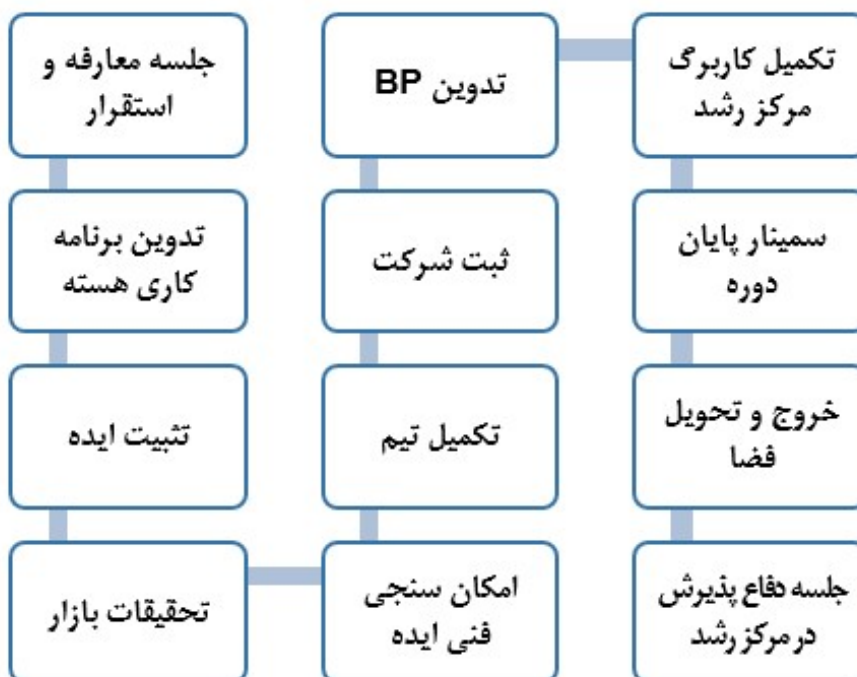 جلسه معارفه و
استقرار
تدوین برنامه
کاری هسته
تثبیت ایده
تحقیقات بازار
امکان سنجی
فنی ایده
تکمیل تیم
ثبت شرکت
تدوین BP
تکمیل کاربرگ
مرکز رشد
سمینار پایان
دوره
خروج و تحویل
فضا
جلسه دفاع پذیرش
در مرکز رشد